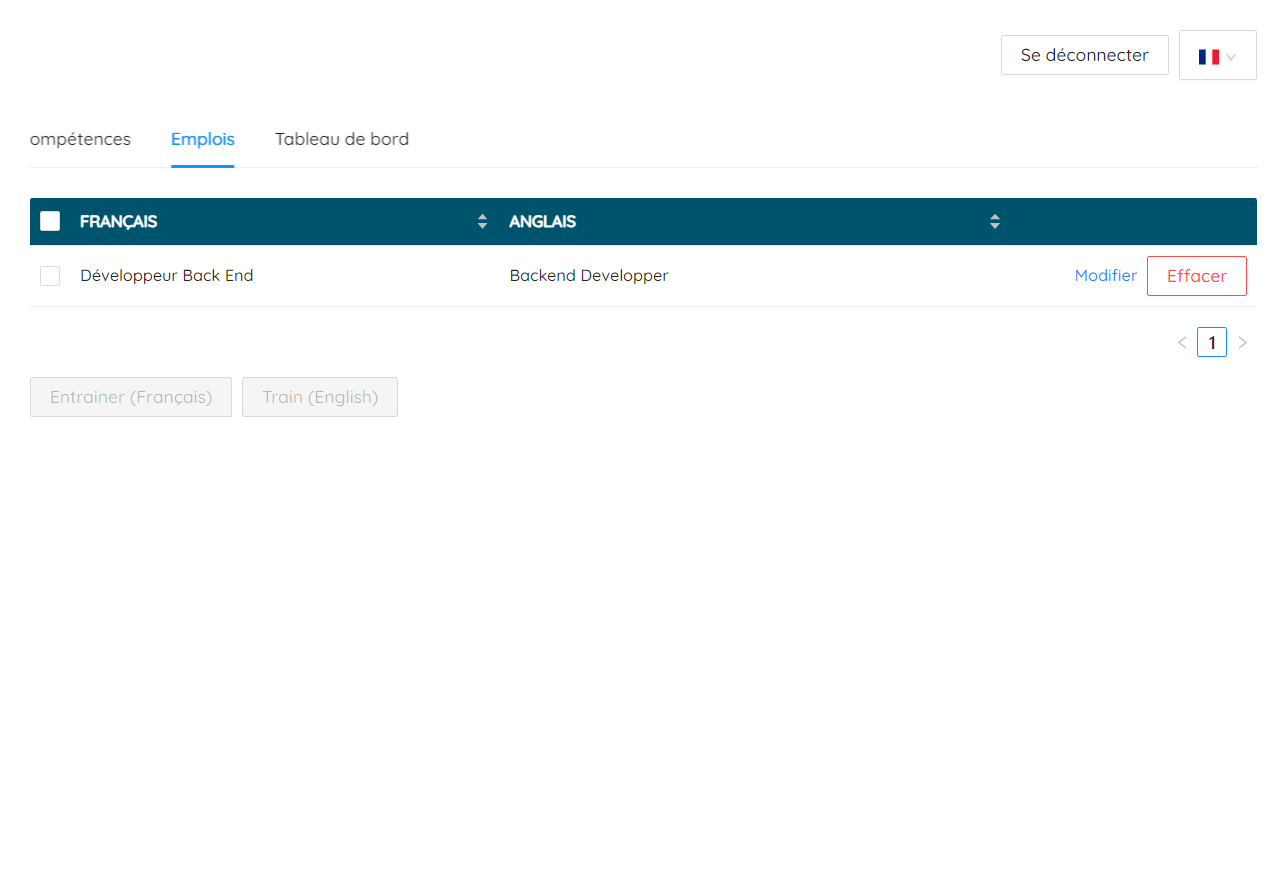 Se déconnecter
ompétences Emplois Tableau de bord
FRANÇAIS ANGLAIS
Développeur Back End Backend Developper Modifier Effacer
1
Entrainer (Français) Train (English)